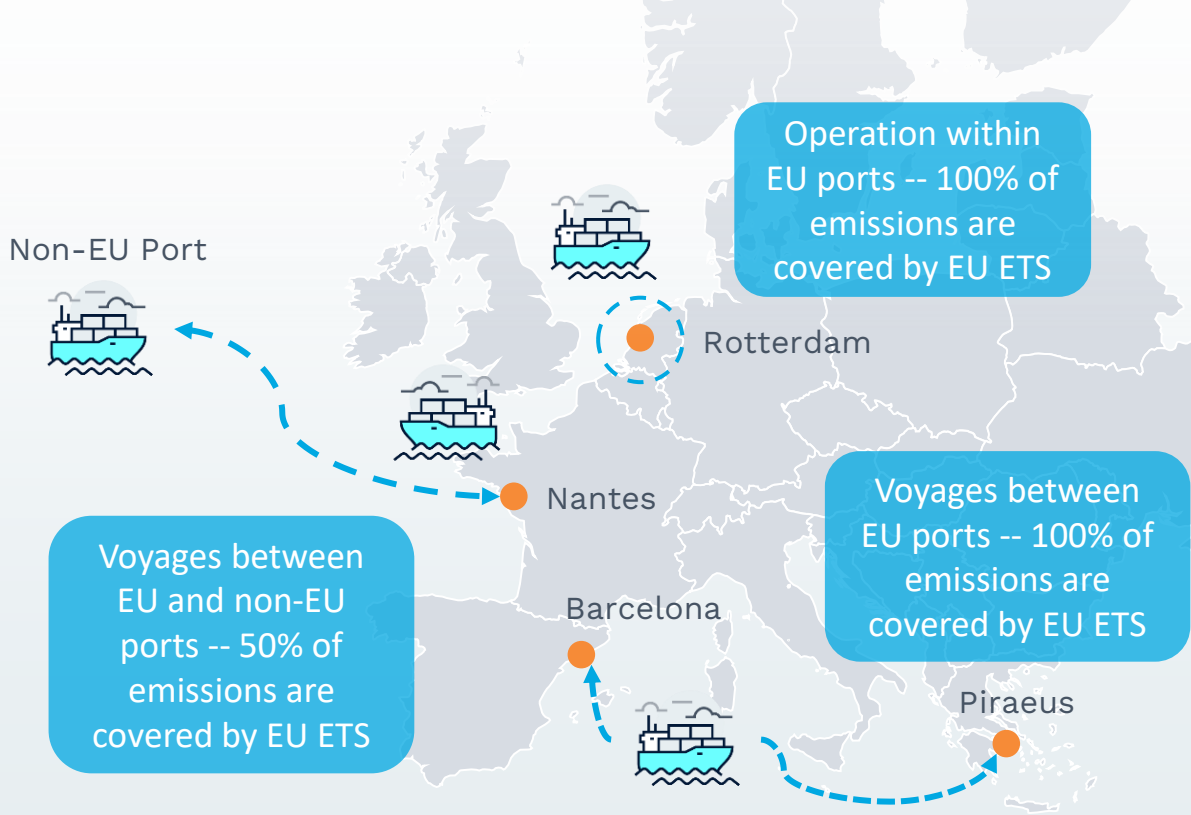 Operation within
EU ports -- 100% of
emissions are
covered by EU ETS
Non-EU Port
Rotterdam
Nantes
Voyages between
EU ports -- 100% of
emissions are
covered by EU ETS
Voyages between
EU and non-EU
ports -- 50% of
emissions are
covered by EU ETS
Barcelona
Piraeus